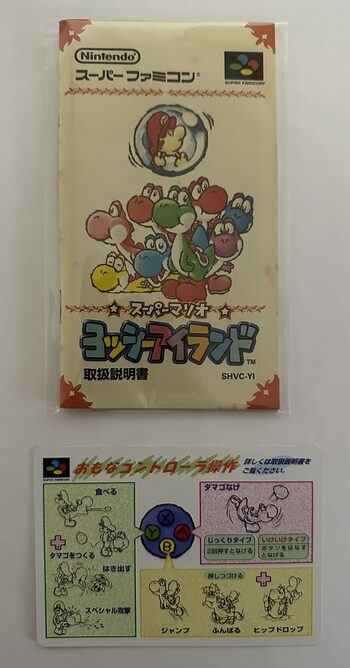 Nintendo
スーパーファミコン®
SUPER FAMICOM
スーパーマリオ
ヨッシーアイランド™
取扱説明書
SHVC-YI
SUPER FAMICOM
おもなコントローラ操作
詳しくは取扱説明書を
ご覧ください。
食べる
タマゴをつくる
はき出す
スペシャル攻撃
X
Y
A
B
タマゴなげ
じっくりタイプ
2回押すとなげる
いけいけタイプ
ボタンをはなす
となげる
押しつづける
ジャンプ
ふんばる
ヒップドロップ